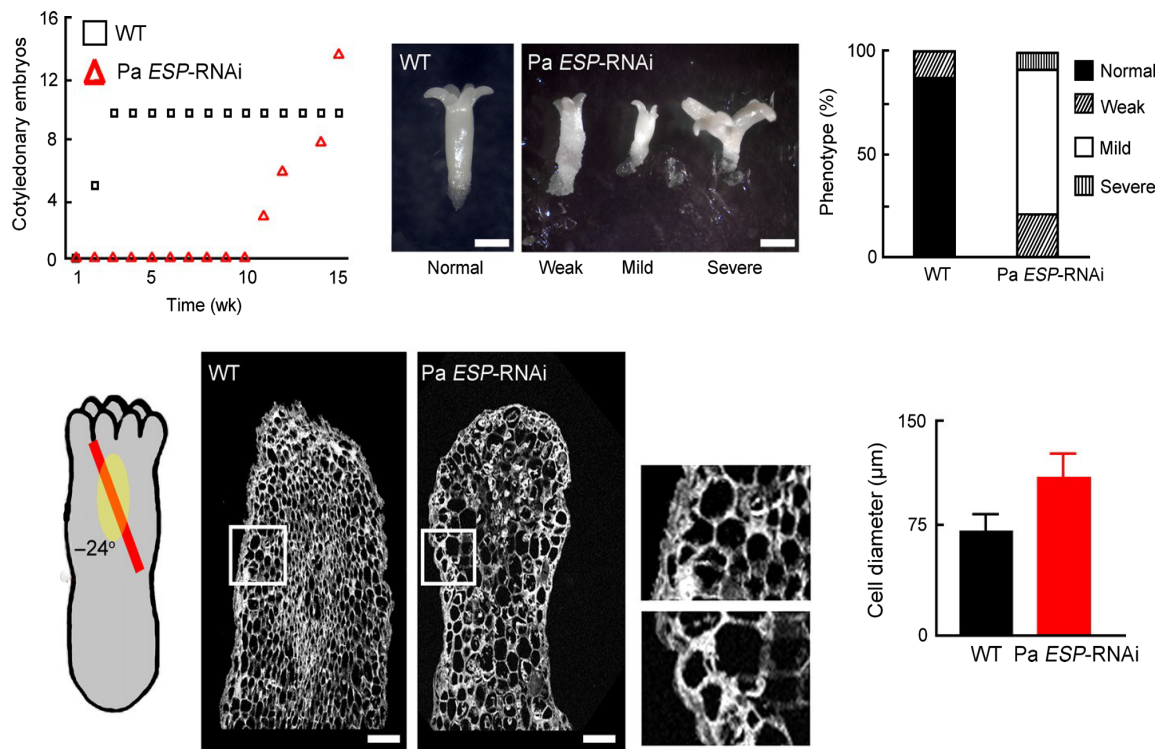 16
12
8
4
0
Cotyledonary embryos
WT
Pa ESP-RNAi
1
5
10
15
Time (wk)
WT
Pa ESP-RNAi
Normal
Weak
Mild
Severe
100
50
0
Phenotype (%)
Normal
Weak
Mild
Severe
WT
Pa ESP-RNAi
–24°
WT
Pa ESP-RNAi
150
75
0
Cell diameter (µm)
WT
Pa ESP-RNAi